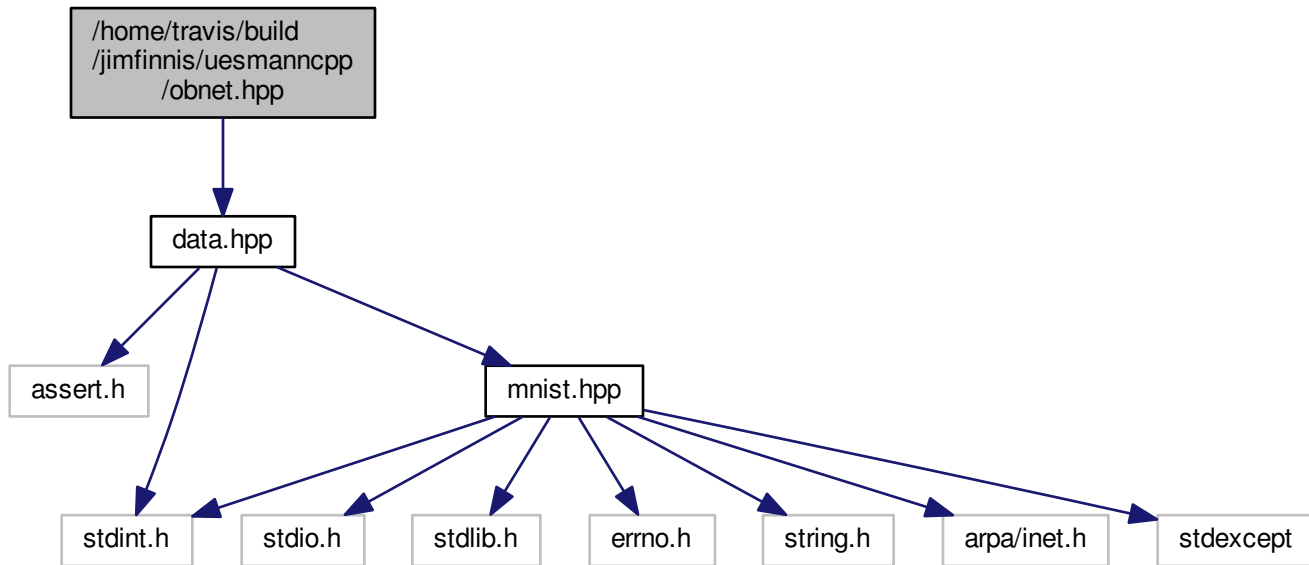 /home/travis/build
/jimfinnis/uesmanncpp
/obnet.hpp
data.hpp
assert.h
mnist.hpp
stdint.h
stdio.h
stdlib.h
errno.h
string.h
arpa/inet.h
stdexcept